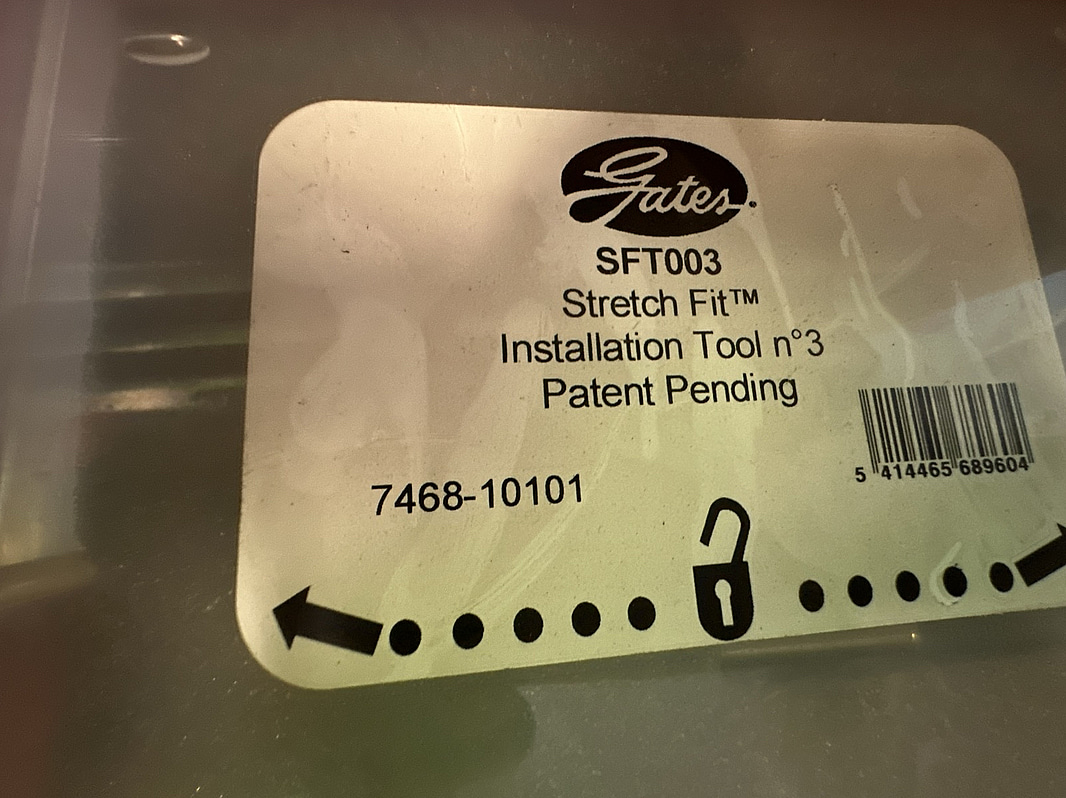 Gates
SFT003
Stretch Fit™
Installation Tool n°3
Patent Pending
5 414465 689604
7468-10101